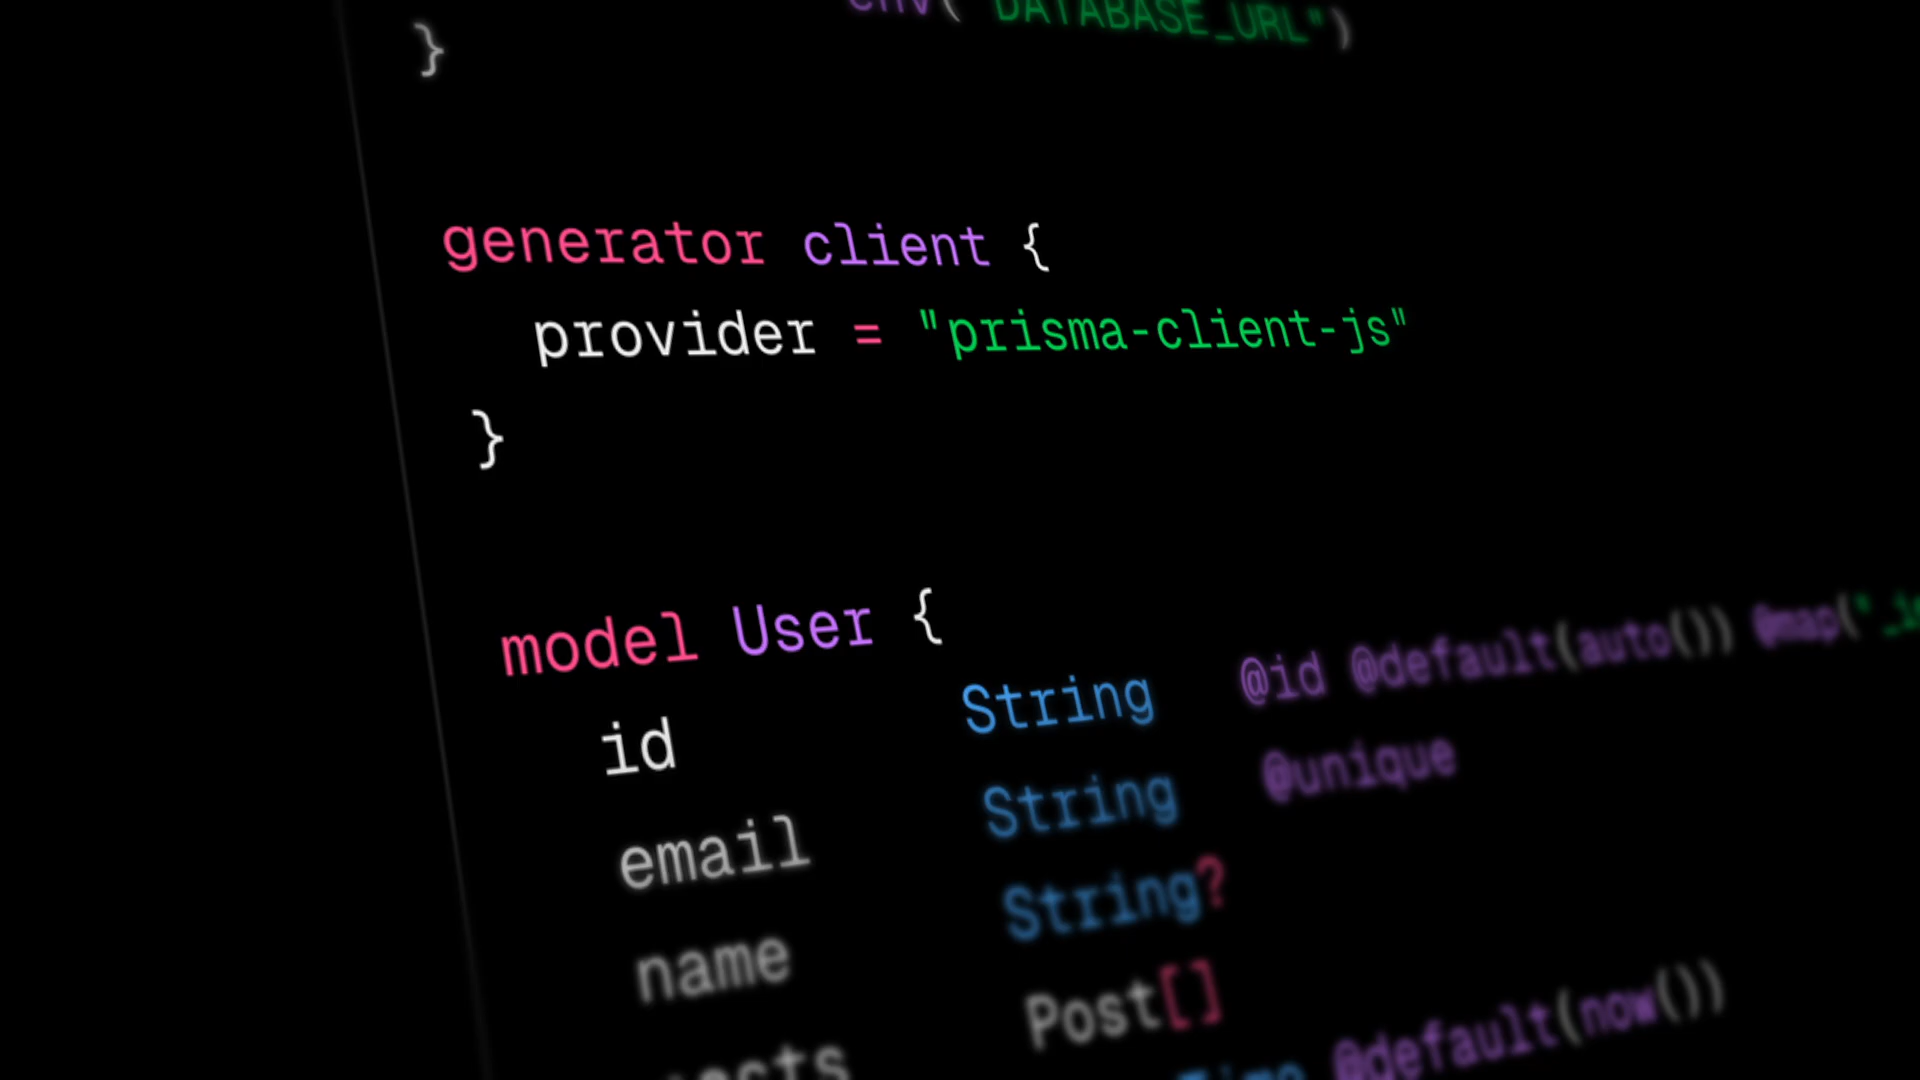 env("DATABASE_URL")
}
generator client {
provider = "prisma-client-js"
}
model User {
id String @id @default(auto()) @map("_i
email String @unique
name String?
Post[]
@default(now())